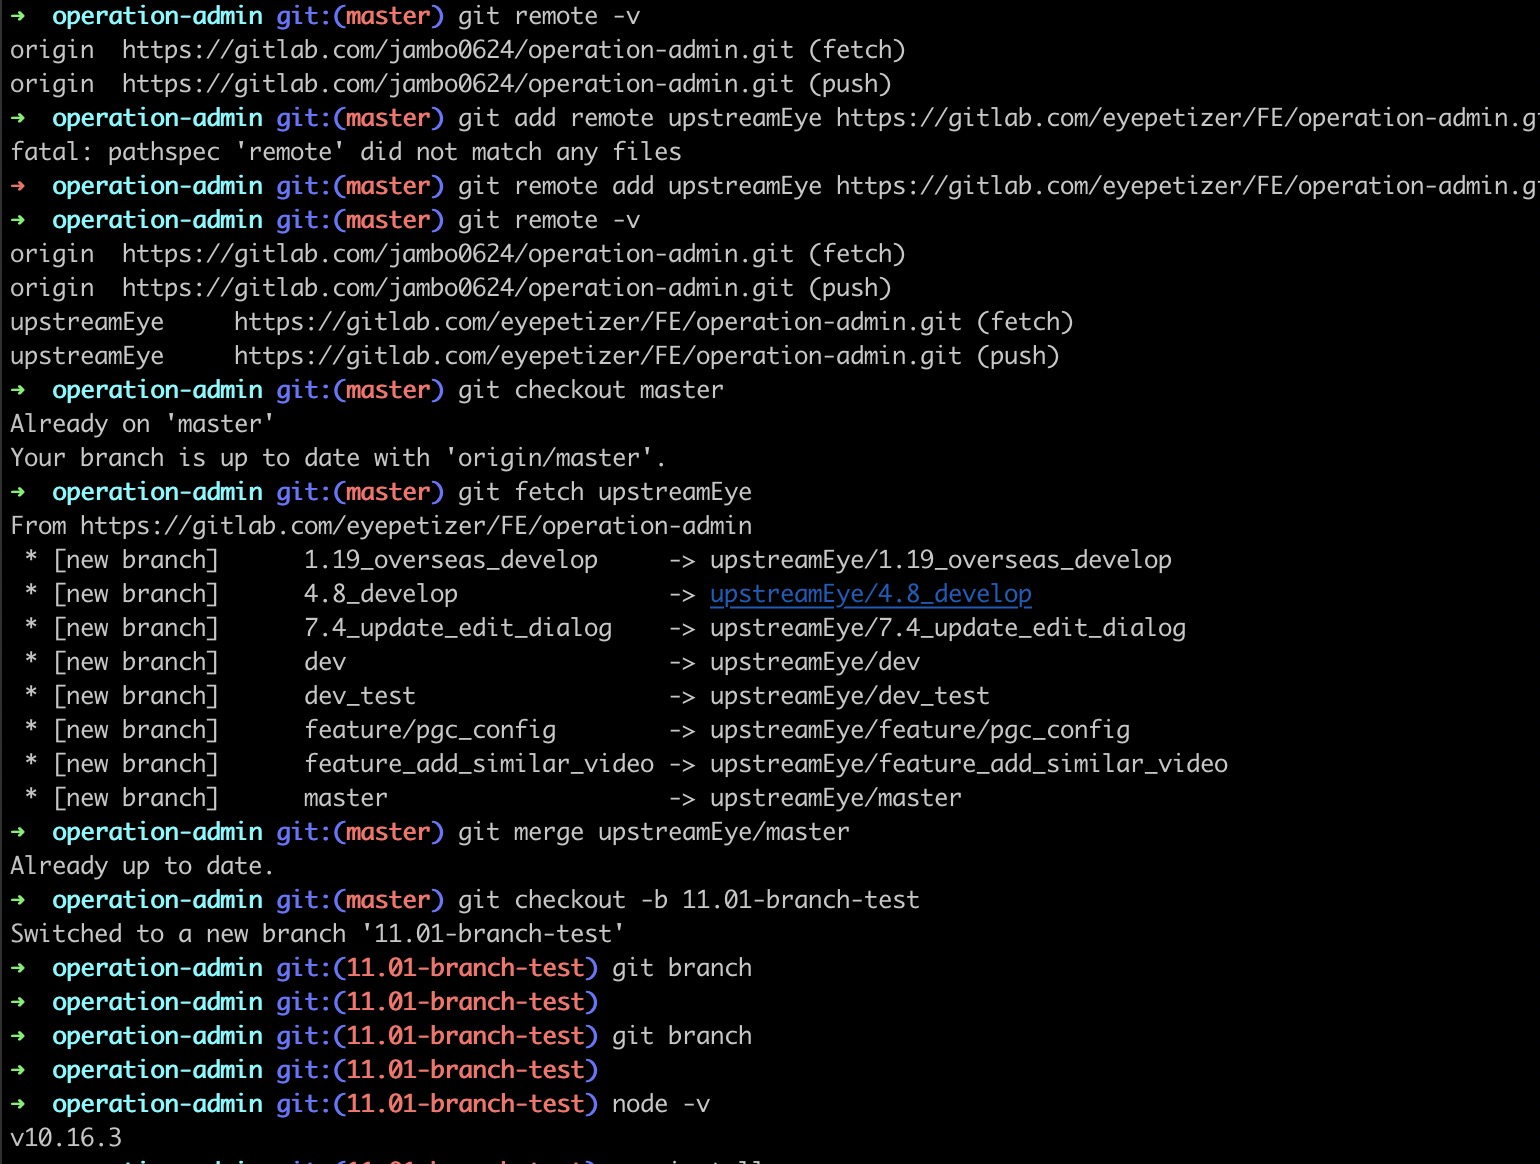 ➜  operation-admin git:(master) git remote -v
origin  https://gitlab.com/jambo0624/operation-admin.git (fetch)
origin  https://gitlab.com/jambo0624/operation-admin.git (push)
➜  operation-admin git:(master) git add remote upstreamEye https://gitlab.com/eyepetizer/FE/operation-admin.gi
fatal: pathspec 'remote' did not match any files
➜  operation-admin git:(master) git remote add upstreamEye https://gitlab.com/eyepetizer/FE/operation-admin.gi
➜  operation-admin git:(master) git remote -v
origin  https://gitlab.com/jambo0624/operation-admin.git (fetch)
origin  https://gitlab.com/jambo0624/operation-admin.git (push)
upstreamEye     https://gitlab.com/eyepetizer/FE/operation-admin.git (fetch)
upstreamEye     https://gitlab.com/eyepetizer/FE/operation-admin.git (push)
➜  operation-admin git:(master) git checkout master
Already on 'master'
Your branch is up to date with 'origin/master'.
➜  operation-admin git:(master) git fetch upstreamEye
From https://gitlab.com/eyepetizer/FE/operation-admin
 * [new branch]      1.19_overseas_develop     -> upstreamEye/1.19_overseas_develop
 * [new branch]      4.8_develop               -> upstreamEye/4.8_develop
 * [new branch]      7.4_update_edit_dialog    -> upstreamEye/7.4_update_edit_dialog
 * [new branch]      dev                       -> upstreamEye/dev
 * [new branch]      dev_test                  -> upstreamEye/dev_test
 * [new branch]      feature/pgc_config        -> upstreamEye/feature/pgc_config
 * [new branch]      feature_add_similar_video -> upstreamEye/feature_add_similar_video
 * [new branch]      master                    -> upstreamEye/master
➜  operation-admin git:(master) git merge upstreamEye/master
Already up to date.
➜  operation-admin git:(master) git checkout -b 11.01-branch-test
Switched to a new branch '11.01-branch-test'
➜  operation-admin git:(11.01-branch-test) git branch
➜  operation-admin git:(11.01-branch-test)
➜  operation-admin git:(11.01-branch-test) git branch
➜  operation-admin git:(11.01-branch-test)
➜  operation-admin git:(11.01-branch-test) node -v
v10.16.3